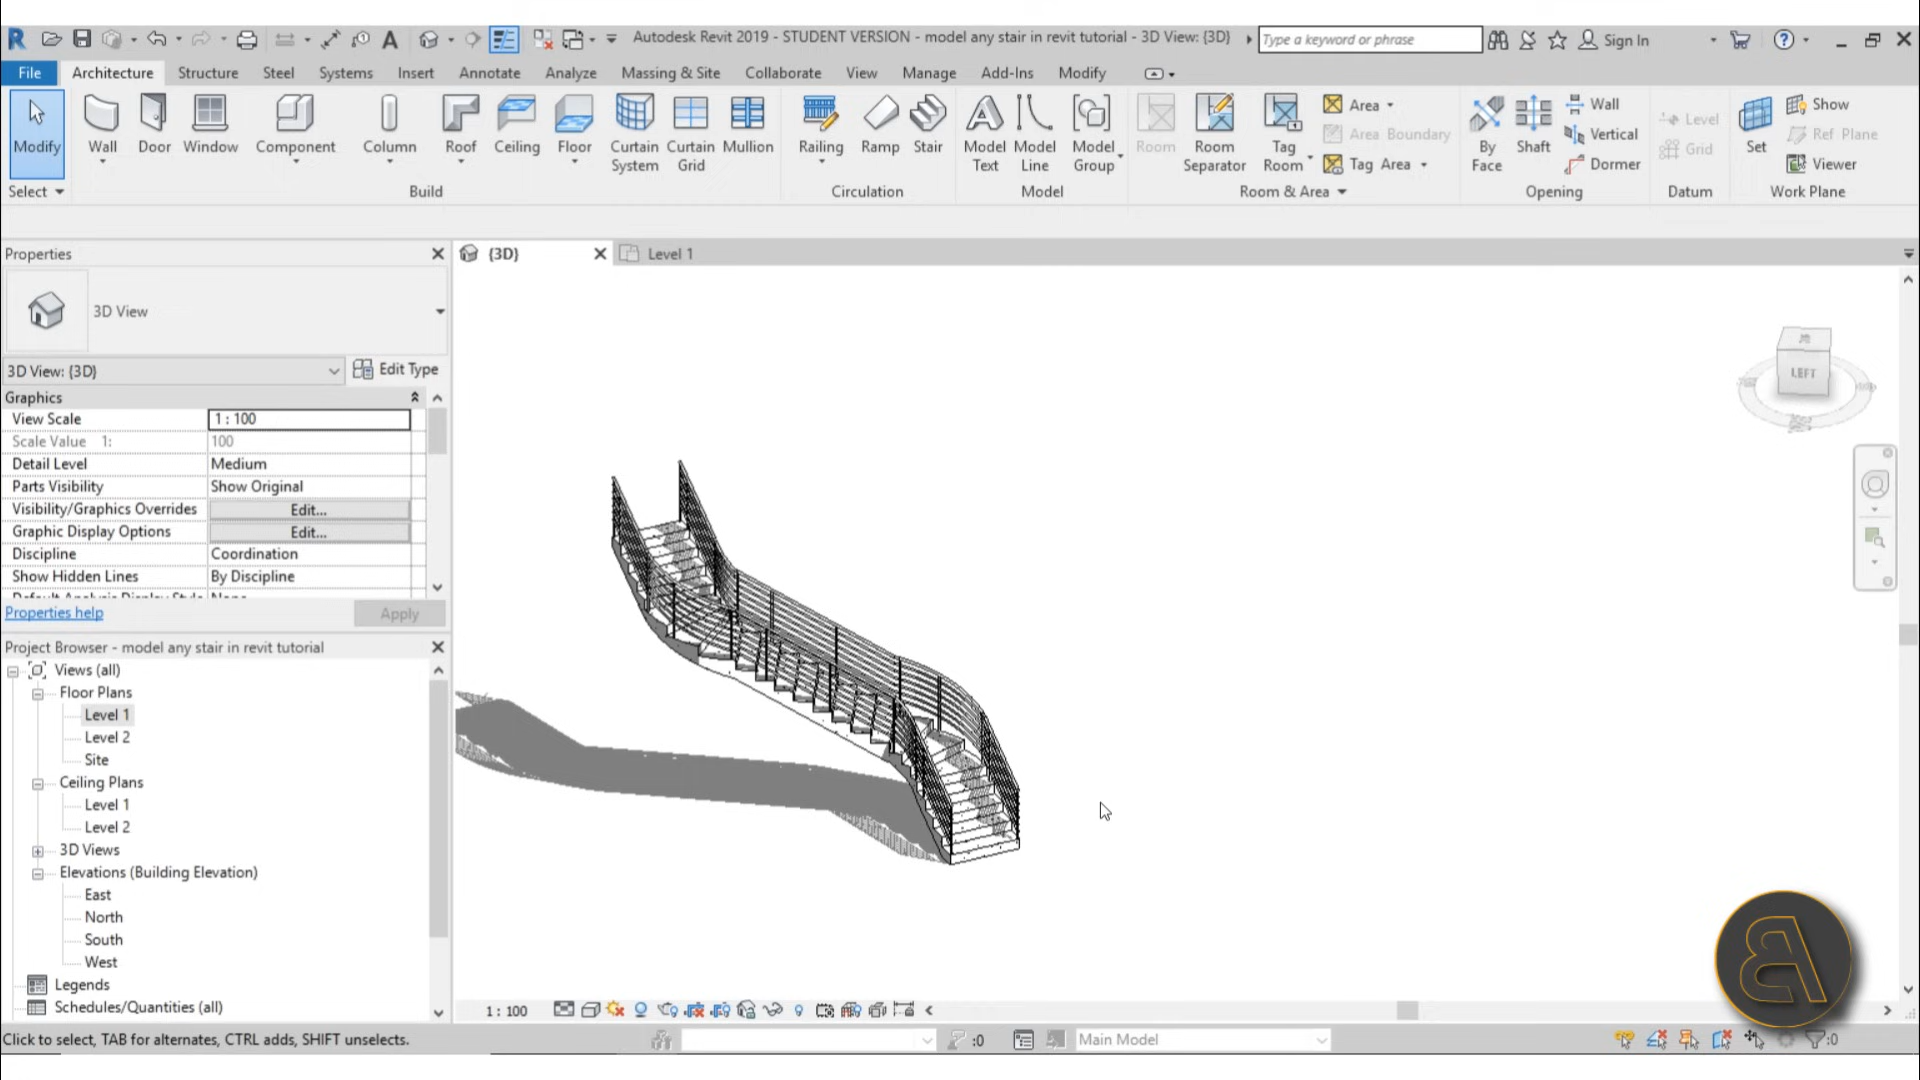 Autodesk Revit 2019 - STUDENT VERSION - model any stair in revit tutorial - 3D View: {3D}
Type a keyword or phrase
Sign In
File Architecture Structure Steel Systems Insert Annotate Analyze Massing & Site Collaborate View Manage Add-Ins Modify
Modify
Wall
Door
Window
Component
Column
Roof
Ceiling
Floor
Curtain System
Curtain Grid
Mullion
Railing
Ramp
Stair
Model Text
Model Line
Model Group
Room
Room Separator
Tag Room
Area
Area Boundary
Tag Area
By Face
Shaft
Wall
Vertical
Dormer
Level
Grid
Set
Show
Ref Plane
Viewer
Select Build Circulation Model Room & Area Opening Datum Work Plane
Properties
{3D}
Level 1
3D View
3D View: {3D}
Edit Type
Graphics
View Scale 1 : 100
Scale Value 1: 100
Detail Level Medium
Parts Visibility Show Original
Visibility/Graphics Overrides Edit...
Graphic Display Options Edit...
Discipline Coordination
Show Hidden Lines By Discipline
Default Analysis Display Style None
Properties help
Apply
LEFT
Project Browser - model any stair in revit tutorial
Views (all)
Floor Plans
Level 1
Level 2
Site
Ceiling Plans
Level 1
Level 2
3D Views
Elevations (Building Elevation)
East
North
South
West
Legends
Schedules/Quantities (all)
1 : 100
Click to select, TAB for alternates, CTRL adds, SHIFT unselects.
:0
Main Model
:0